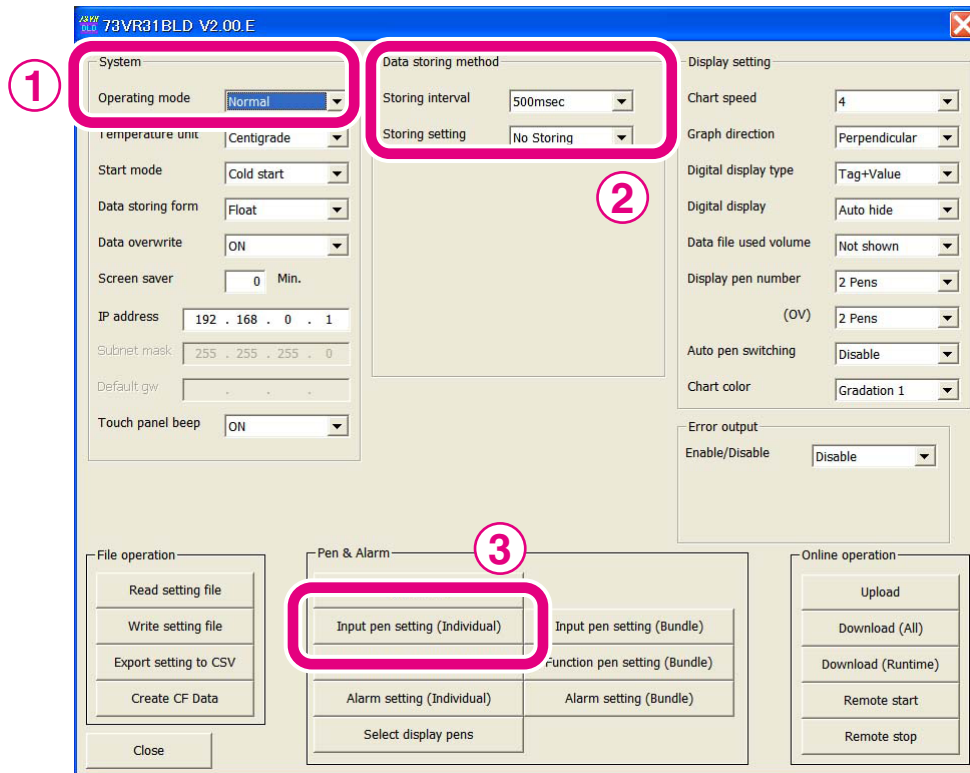 73VR31BLD V2.00.E
①
System
Operating mode Normal
Temperature unit Centigrade
Start mode Cold start
Data storing form Float
Data overwrite ON
Screen saver 0 Min.
IP address 192 . 168 . 0 . 1
Subnet mask 255 . 255 . 255 . 0
Default gw . . .
Touch panel beep ON
Data storing method
Storing interval 500msec
Storing setting No Storing
②
Display setting
Chart speed 4
Graph direction Perpendicular
Digital display type Tag+Value
Digital display Auto hide
Data file used volume Not shown
Display pen number 2 Pens
(OV) 2 Pens
Auto pen switching Disable
Chart color Gradation 1
Error output
Enable/Disable Disable
File operation
Read setting file
Write setting file
Export setting to CSV
Create CF Data
Close
Pen & Alarm
③
Input pen setting (Individual)
Input pen setting (Bundle)
Function pen setting (Bundle)
Alarm setting (Individual)
Alarm setting (Bundle)
Select display pens
Online operation
Upload
Download (All)
Download (Runtime)
Remote start
Remote stop